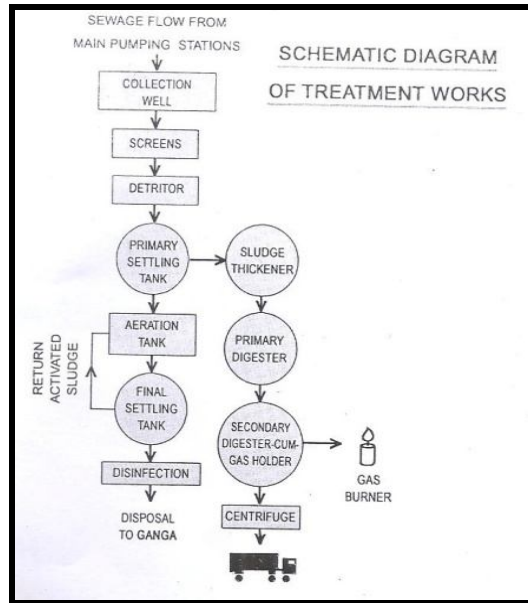 SEWAGE FLOW FROM
MAIN PUMPING STATIONS
SCHEMATIC DIAGRAM
OF TREATMENT WORKS
COLLECTION
WELL
SCREENS
DETRITOR
PRIMARY
SETTLING
TANK
SLUDGE
THICKENER
AERATION
TANK
PRIMARY
DIGESTER
RETURN
ACTIVATED
SLUDGE
FINAL
SETTLING
TANK
SECONDARY
DIGESTER-CUM-
GAS HOLDER
GAS
BURNER
DISINFECTION
CENTRIFUGE
DISPOSAL
TO GANGA